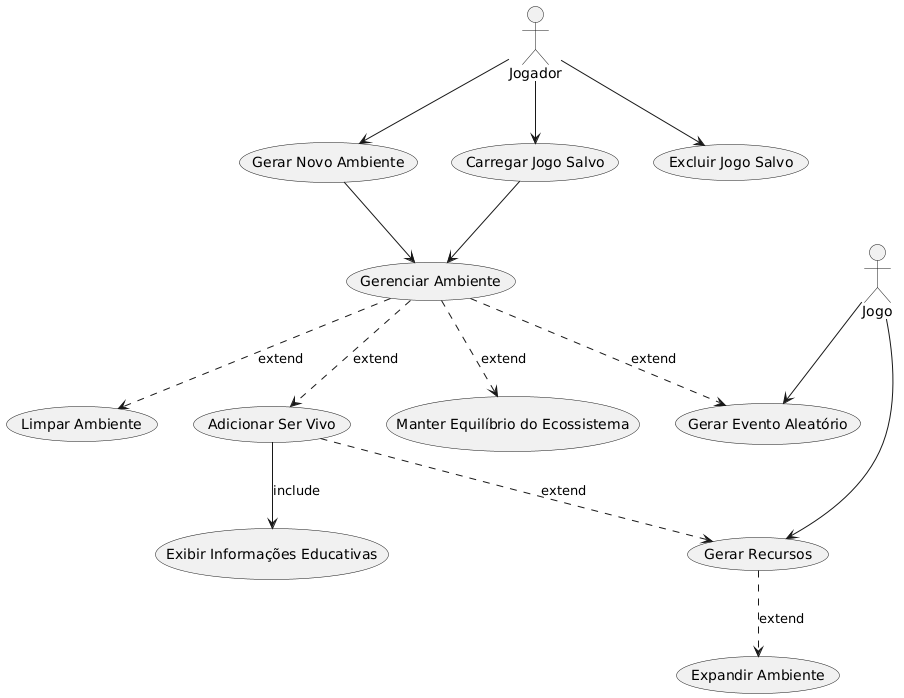 Jogador
Gerar Novo Ambiente
Carregar Jogo Salvo
Excluir Jogo Salvo
Gerenciar Ambiente
Jogo
extend
extend
extend
extend
Limpar Ambiente
Adicionar Ser Vivo
Manter Equilíbrio do Ecossistema
Gerar Evento Aleatório
include
extend
Exibir Informações Educativas
Gerar Recursos
extend
Expandir Ambiente